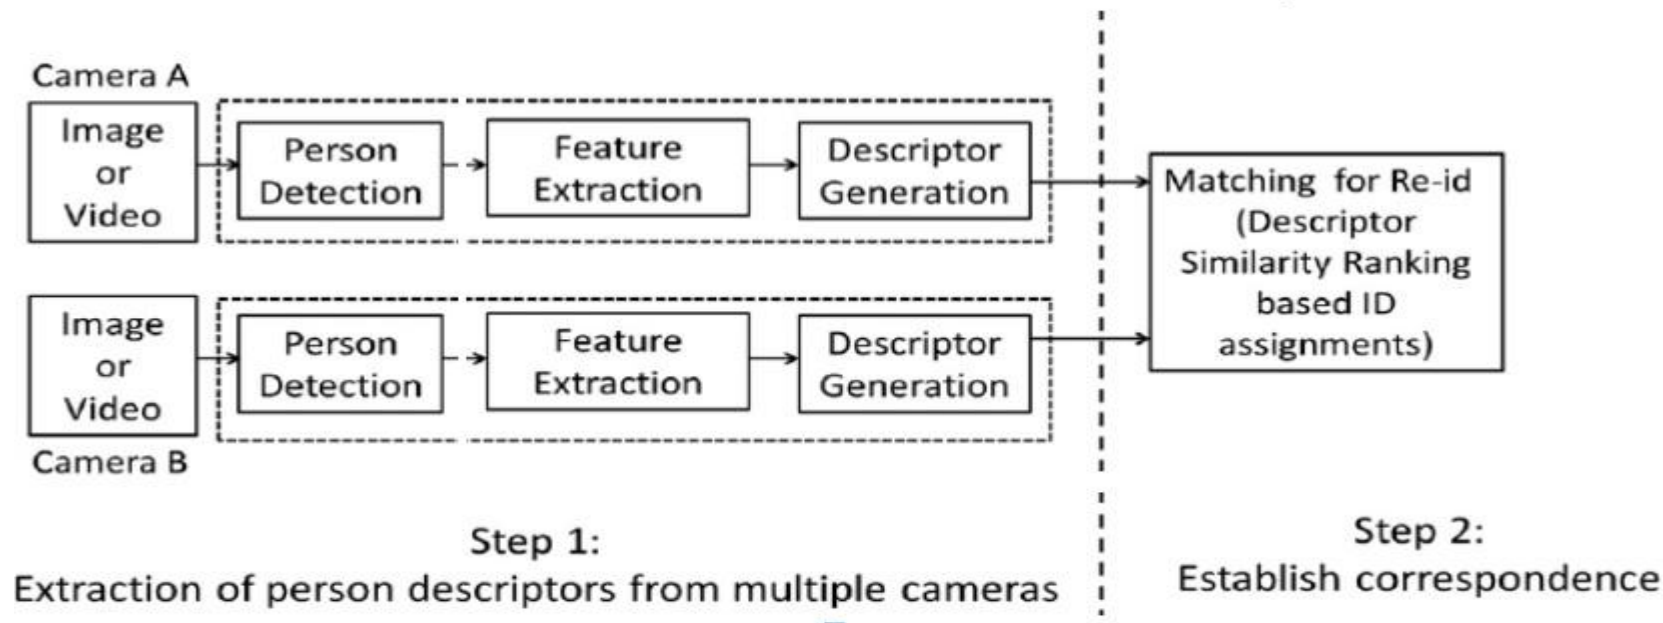 Camera A
Image
or
Video
Person
Detection
Feature
Extraction
Descriptor
Generation
Image
or
Video
Camera B
Person
Detection
Feature
Extraction
Descriptor
Generation
Matching for Re-id
(Descriptor
Similarity Ranking
based ID
assignments)
Step 1:
Extraction of person descriptors from multiple cameras
Step 2:
Establish correspondence